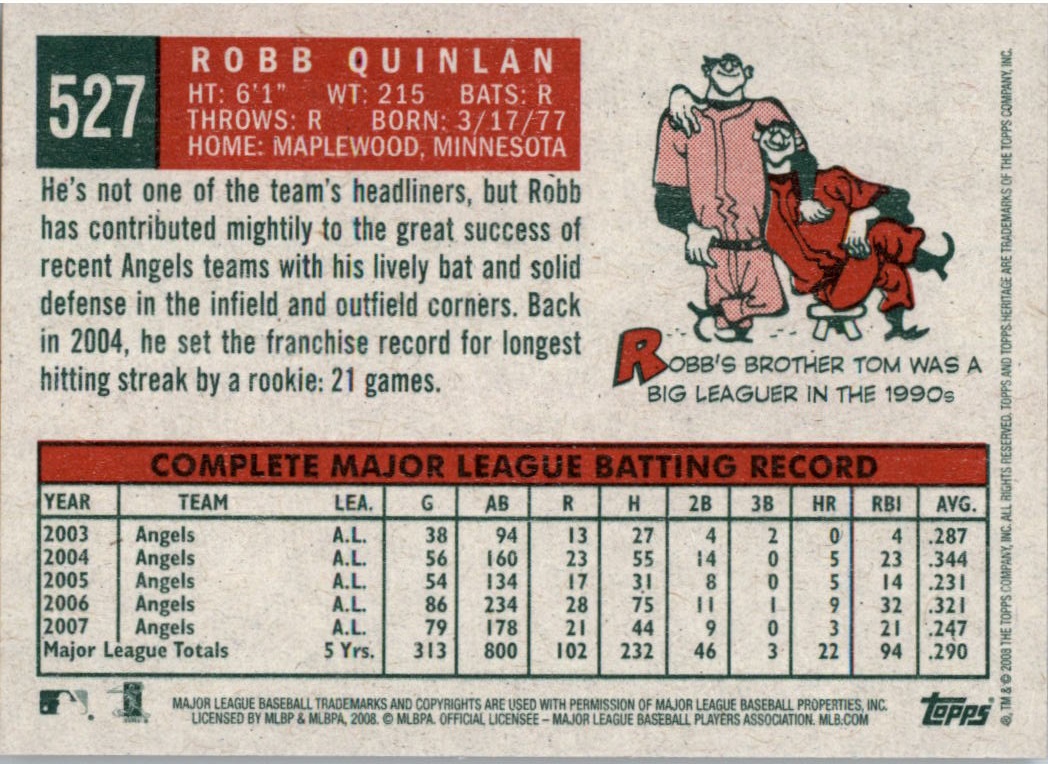 527
ROBB QUINLAN
HT: 6'1" WT: 215 BATS: R
THROWS: R BORN: 3/17/77
HOME: MAPLEWOOD, MINNESOTA
He's not one of the team's headliners, but Robb
has contributed mightily to the great success of
recent Angels teams with his lively bat and solid
defense in the infield and outfield corners. Back
in 2004, he set the franchise record for longest
hitting streak by a rookie: 21 games.
ROBB'S BROTHER TOM WAS A
BIG LEAGUER IN THE 1990s
COMPLETE MAJOR LEAGUE BATTING RECORD
YEAR TEAM LEA. G AB R H 2B 3B HR RBI AVG.
2003 Angels A.L. 38 94 13 27 4 2 0 4 .287
2004 Angels A.L. 56 160 23 55 14 0 5 23 .344
2005 Angels A.L. 54 134 17 31 8 0 5 14 .231
2006 Angels A.L. 86 234 28 75 11 1 9 32 .321
2007 Angels A.L. 79 178 21 44 9 0 3 21 .247
Major League Totals 5 Yrs. 313 800 102 232 46 3 22 94 .290
MAJOR LEAGUE BASEBALL TRADEMARKS AND COPYRIGHTS ARE USED WITH PERMISSION OF MAJOR LEAGUE BASEBALL PROPERTIES, INC.
LICENSED BY MLBP & MLBPA, 2008. © MLBPA. OFFICIAL LICENSEE – MAJOR LEAGUE BASEBALL PLAYERS ASSOCIATION. MLB.COM
Topps
®, TM & © 2008 THE TOPPS COMPANY, INC. ALL RIGHTS RESERVED. TOPPS AND TOPPS HERITAGE ARE TRADEMARKS OF THE TOPPS COMPANY, INC.